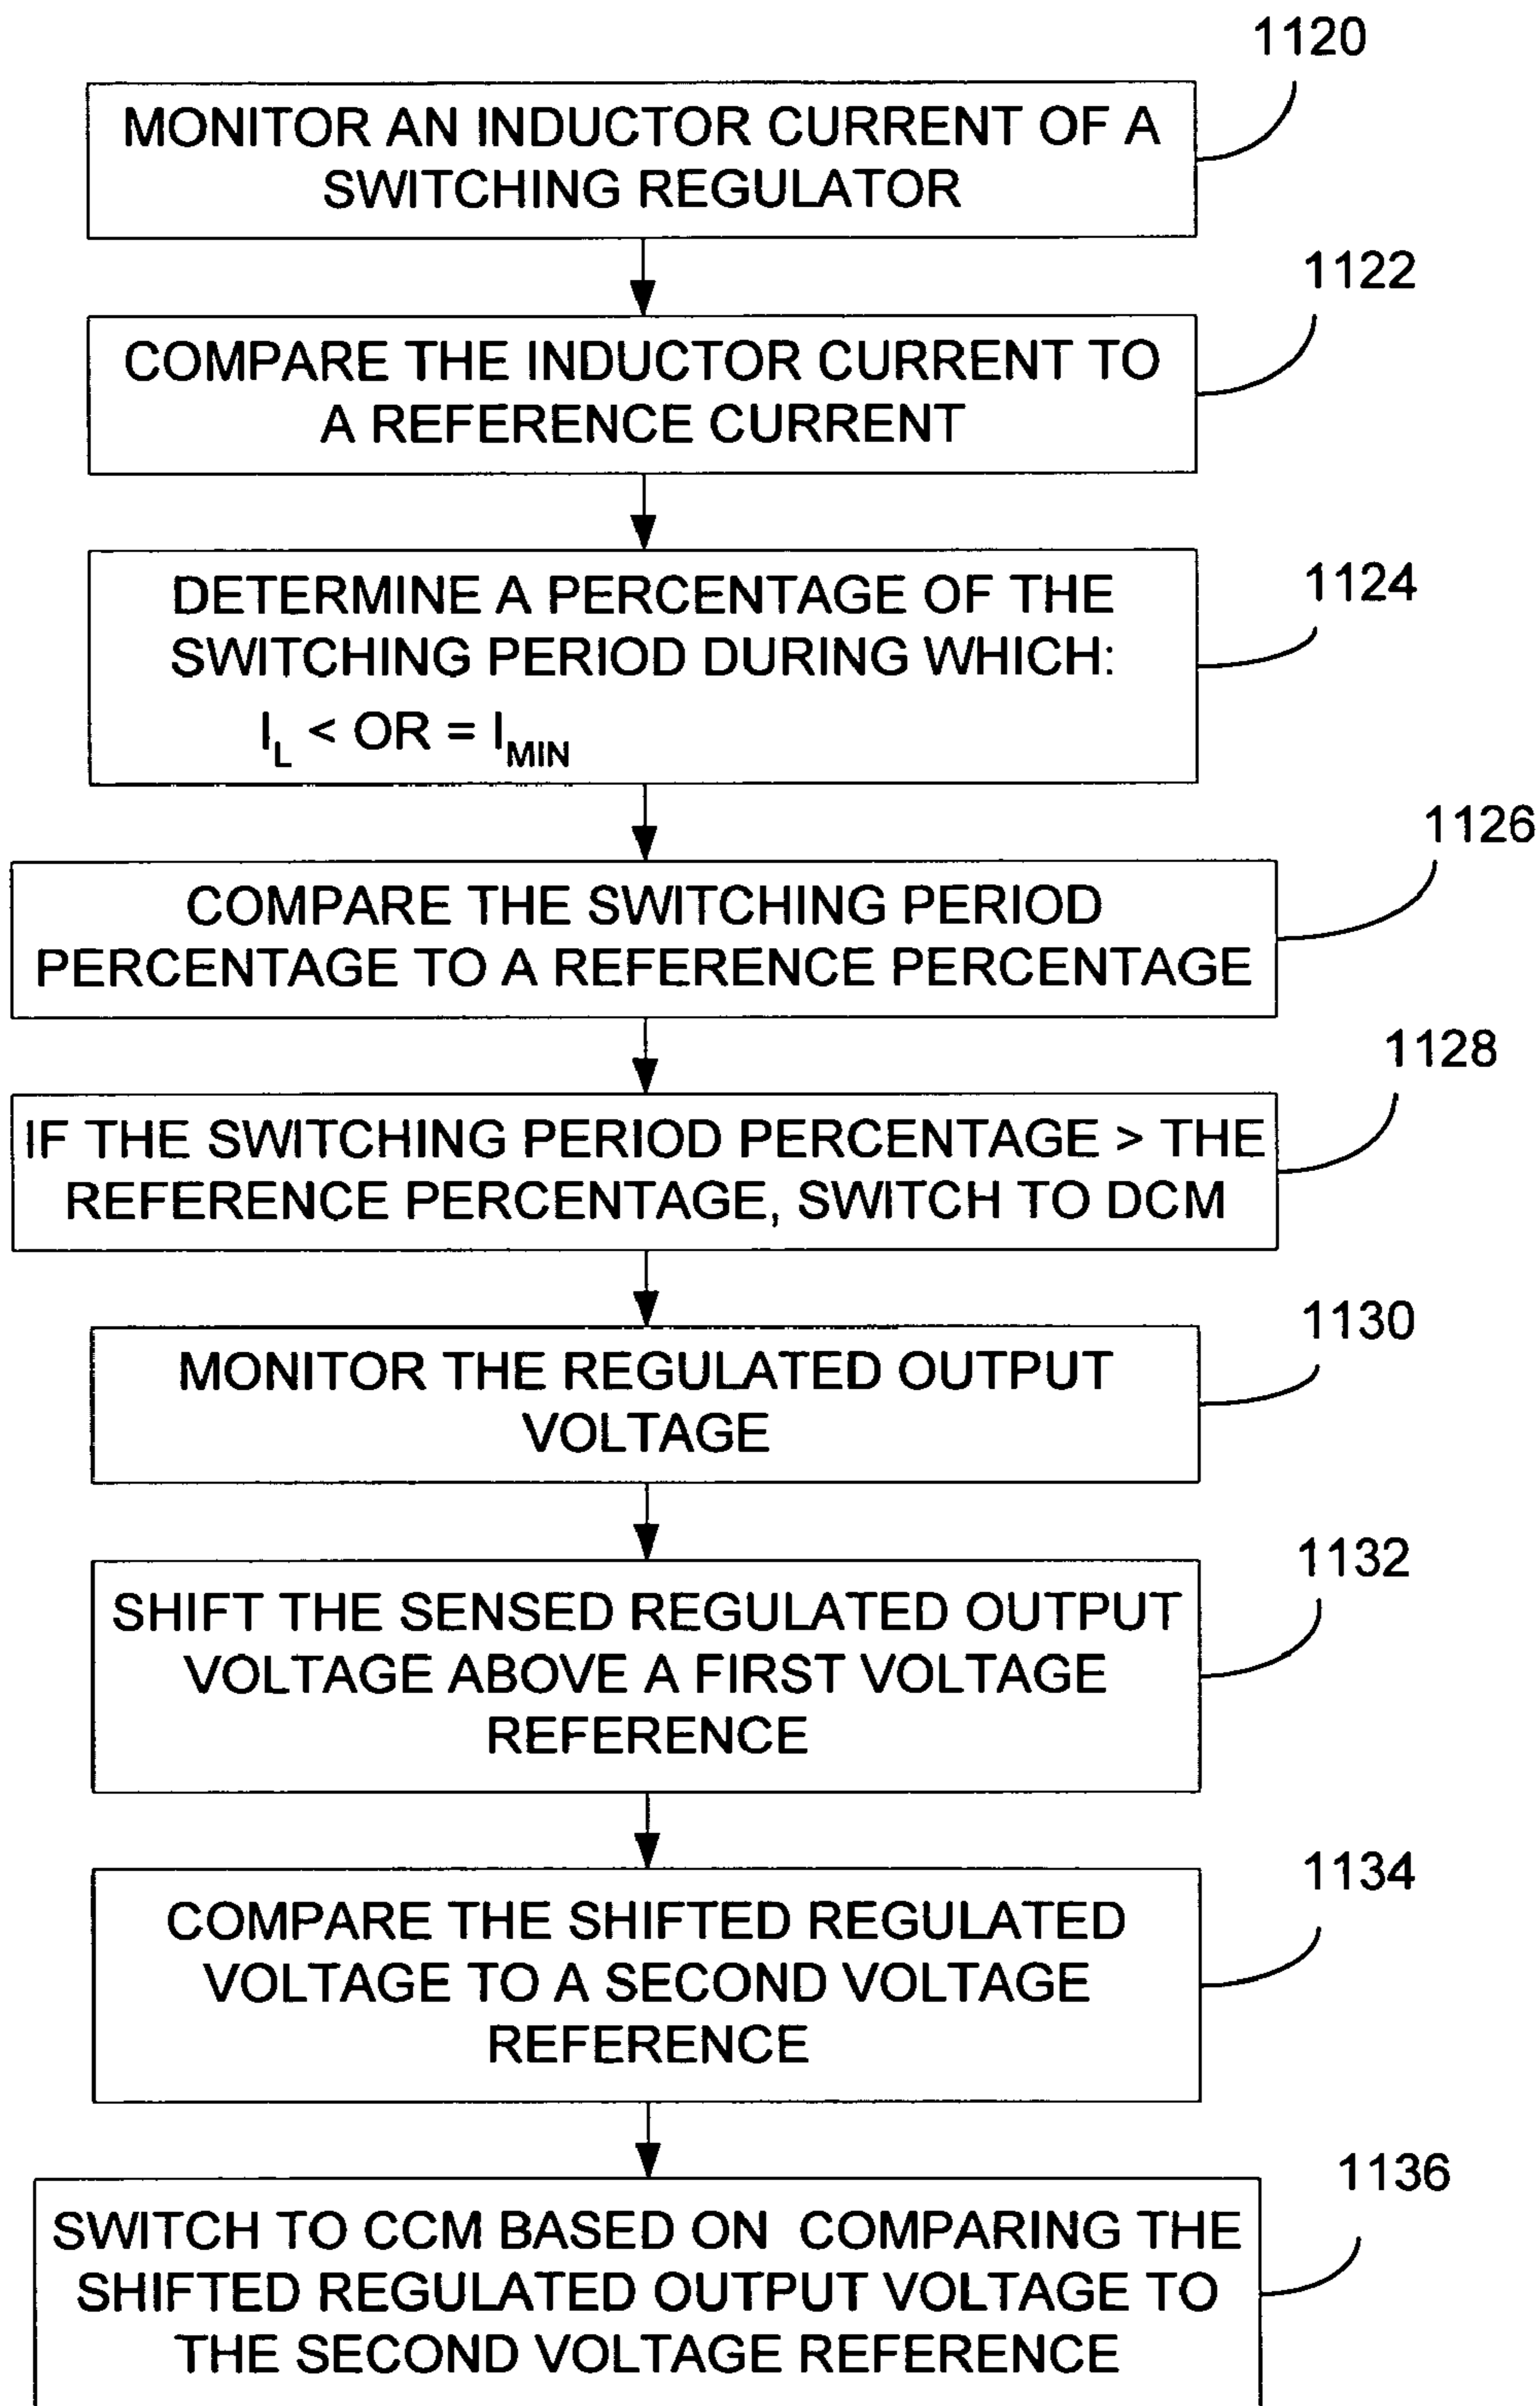 1120
MONITOR AN INDUCTOR CURRENT OF A
SWITCHING REGULATOR
1122
COMPARE THE INDUCTOR CURRENT TO
A REFERENCE CURRENT
1124
DETERMINE A PERCENTAGE OF THE
SWITCHING PERIOD DURING WHICH:
I_L < OR = I_MIN
1126
COMPARE THE SWITCHING PERIOD
PERCENTAGE TO A REFERENCE PERCENTAGE
1128
IF THE SWITCHING PERIOD PERCENTAGE > THE
REFERENCE PERCENTAGE, SWITCH TO DCM
1130
MONITOR THE REGULATED OUTPUT
VOLTAGE
1132
SHIFT THE SENSED REGULATED OUTPUT
VOLTAGE ABOVE A FIRST VOLTAGE
REFERENCE
1134
COMPARE THE SHIFTED REGULATED
VOLTAGE TO A SECOND VOLTAGE
REFERENCE
1136
SWITCH TO CCM BASED ON COMPARING THE
SHIFTED REGULATED OUTPUT VOLTAGE TO
THE SECOND VOLTAGE REFERENCE